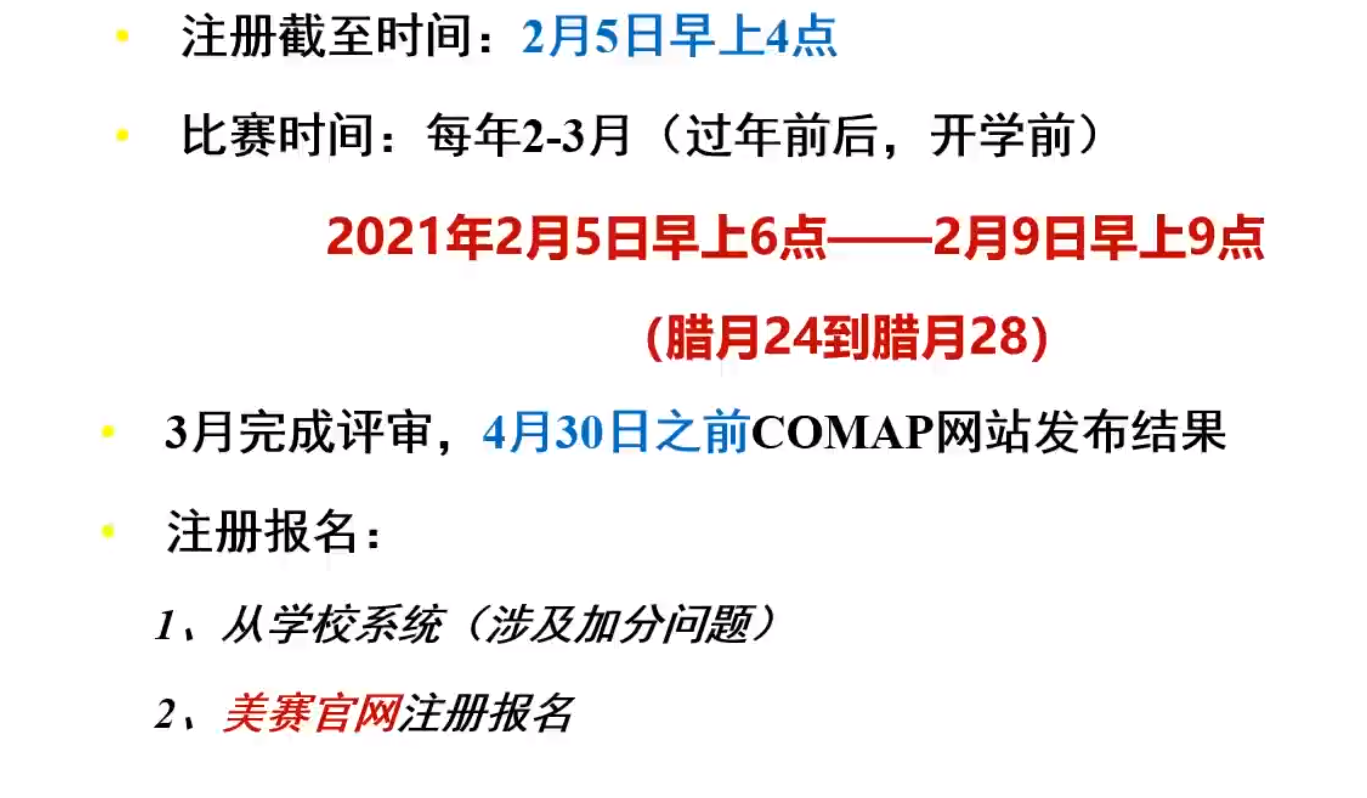 注册截至时间：2月5日早上4点
比赛时间：每年2-3月（过年前后，开学前）
2021年2月5日早上6点——2月9日早上9点
（腊月24到腊月28）
3月完成评审，4月30日之前COMAP网站发布结果
注册报名：
1、从学校系统（涉及加分问题）
2、美赛官网注册报名